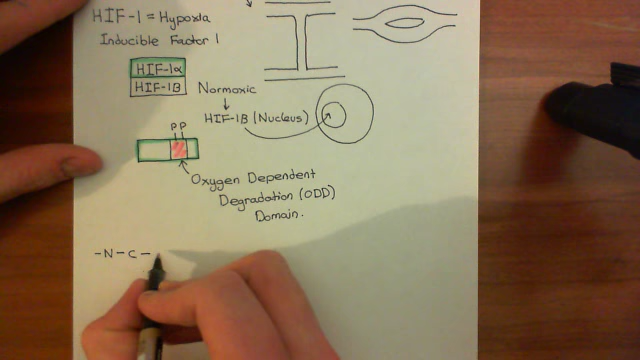 HIF-1 = Hypoxia
Inducible Factor 1
HIF-1α
HIF-1B
Normoxic
HIF-1B (Nucleus)
P P
Oxygen Dependent
Degradation (ODD)
Domain.
-N-C-